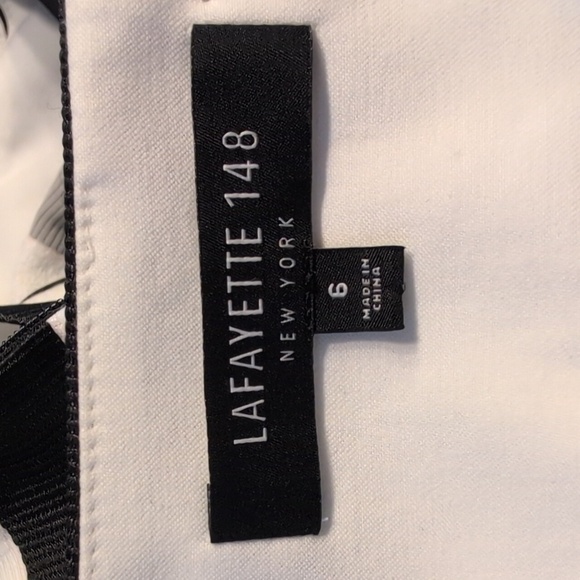 LAFAYETTE 148
NEW YORK
6
MADE IN
CHINA